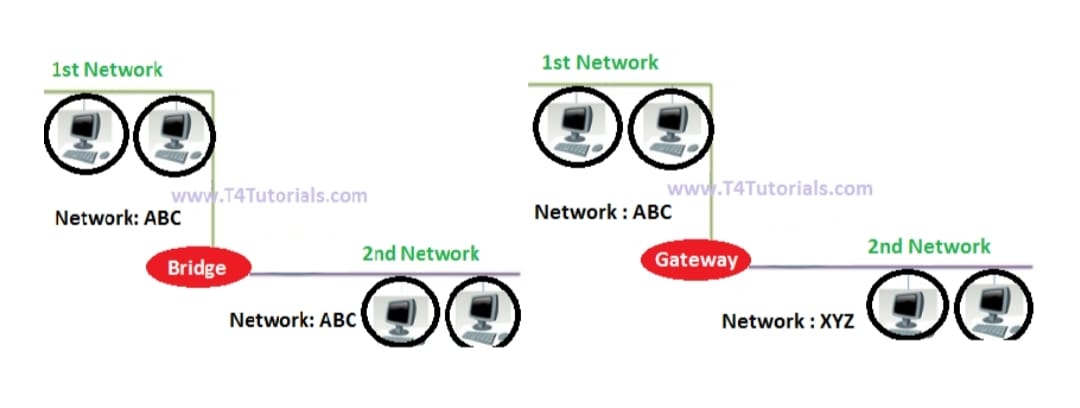 1st Network
www.T4Tutorials.com
Network: ABC
Bridge
2nd Network
Network: ABC
1st Network
www.T4Tutorials.com
Network : ABC
Gateway
2nd Network
Network : XYZ